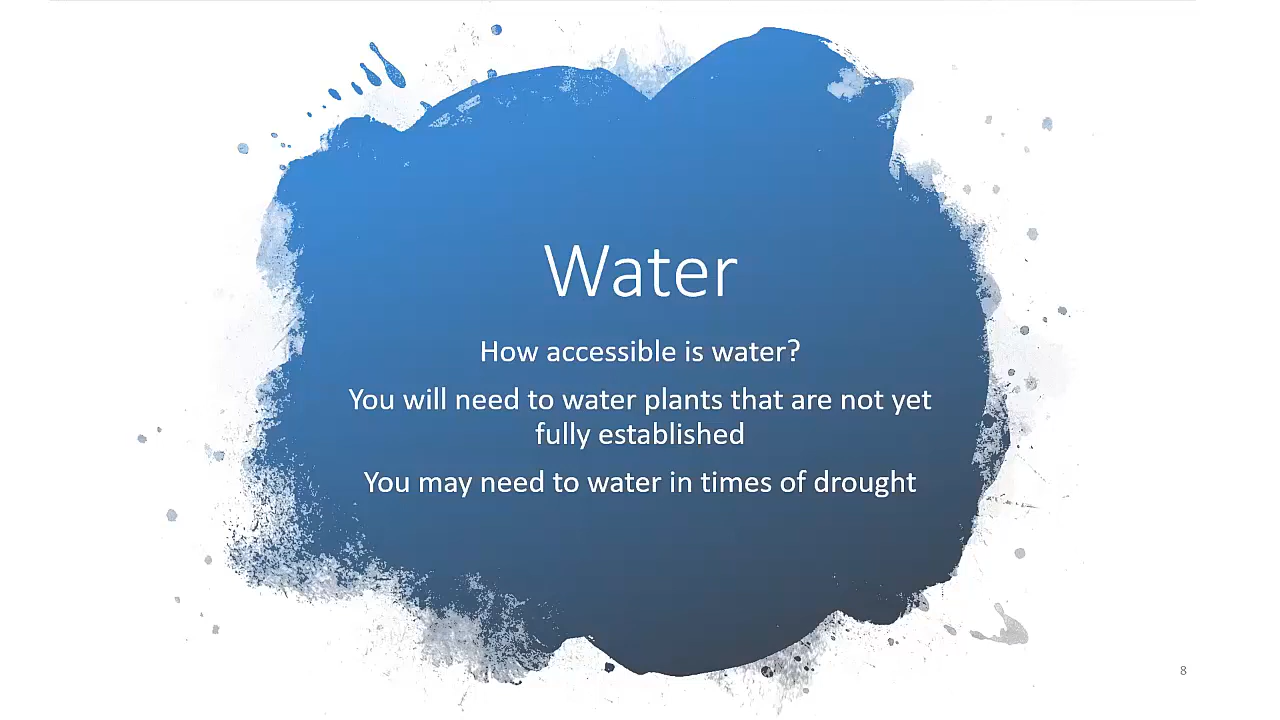 Water
How accessible is water?
You will need to water plants that are not yet
fully established
You may need to water in times of drought
8